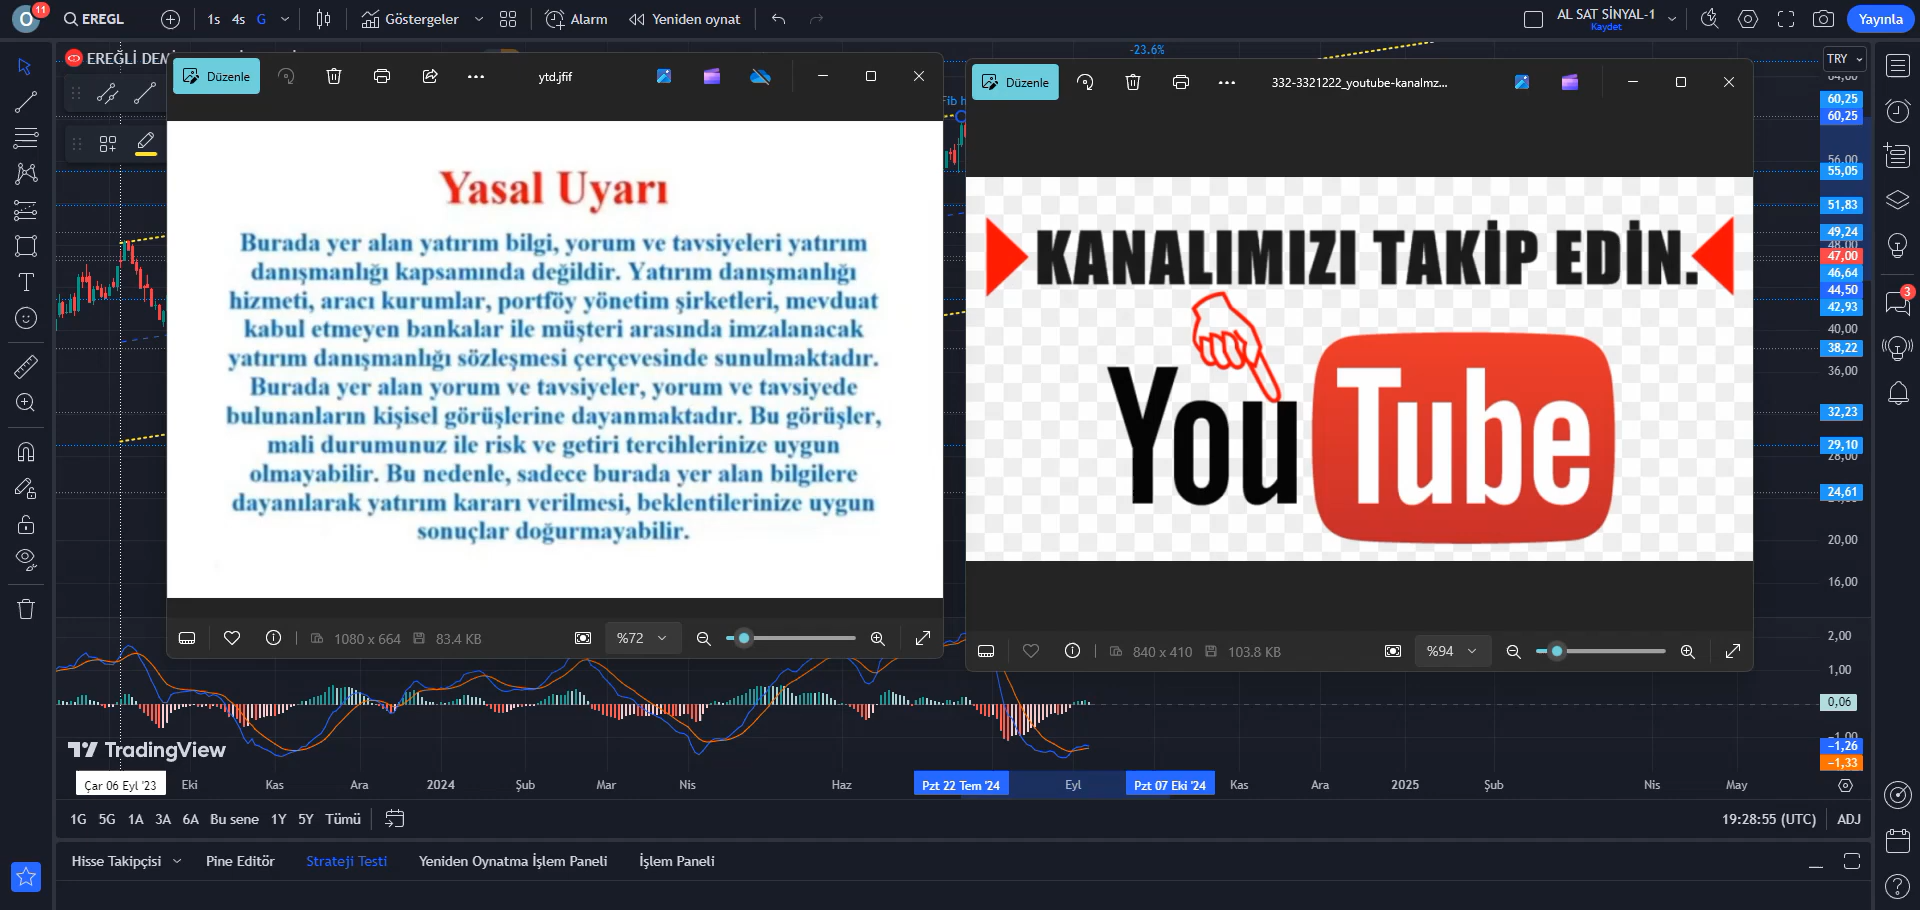 11
EREGL
1s 4s G
Göstergeler
Alarm
Yeniden oynat
AL SAT SİNYAL-1
Kaydet
Yayınla
EREĞLİ DEM
-23.6%
TRY
Düzenle
ytd.jfif
Düzenle
332-3321222_youtube-kanalmz...
Fib h
Yasal Uyarı
Burada yer alan yatırım bilgi, yorum ve tavsiyeleri yatırım
danışmanlığı kapsamında değildir. Yatırım danışmanlığı
hizmeti, aracı kurumlar, portföy yönetim şirketleri, mevduat
kabul etmeyen bankalar ile müşteri arasında imzalanacak
yatırım danışmanlığı sözleşmesi çerçevesinde sunulmaktadır.
Burada yer alan yorum ve tavsiyeler, yorum ve tavsiyede
bulunanların kişisel görüşlerine dayanmaktadır. Bu görüşler,
mali durumunuz ile risk ve getiri tercihlerinize uygun
olmayabilir. Bu nedenle, sadece burada yer alan bilgilere
dayanılarak yatırım kararı verilmesi, beklentilerinize uygun
sonuçlar doğurmayabilir.
1080 x 664 83.4 KB
%72
KANALIMIZI TAKİP EDİN.
YouTube
840 x 410 103.8 KB
%94
60,25
60,25
56,00
55,05
51,83
49,24
48,00
47,00
46,64
44,50
42,93
40,00
38,22
36,00
32,23
29,10
28,00
24,61
20,00
16,00
2,00
1,00
0,06
−1,00
−1,26
−1,33
3
TradingView
Çar 06 Eyl '23 Eki Kas Ara 2024 Şub Mar Nis Haz Pzt 22 Tem '24 Eyl Pzt 07 Eki '24 Kas Ara 2025 Şub Nis May
1G 5G 1A 3A 6A Bu sene 1Y 5Y Tümü
19:28:55 (UTC) ADJ
Hisse Takipçisi Pine Editör Strateji Testi Yeniden Oynatma İşlem Paneli İşlem Paneli